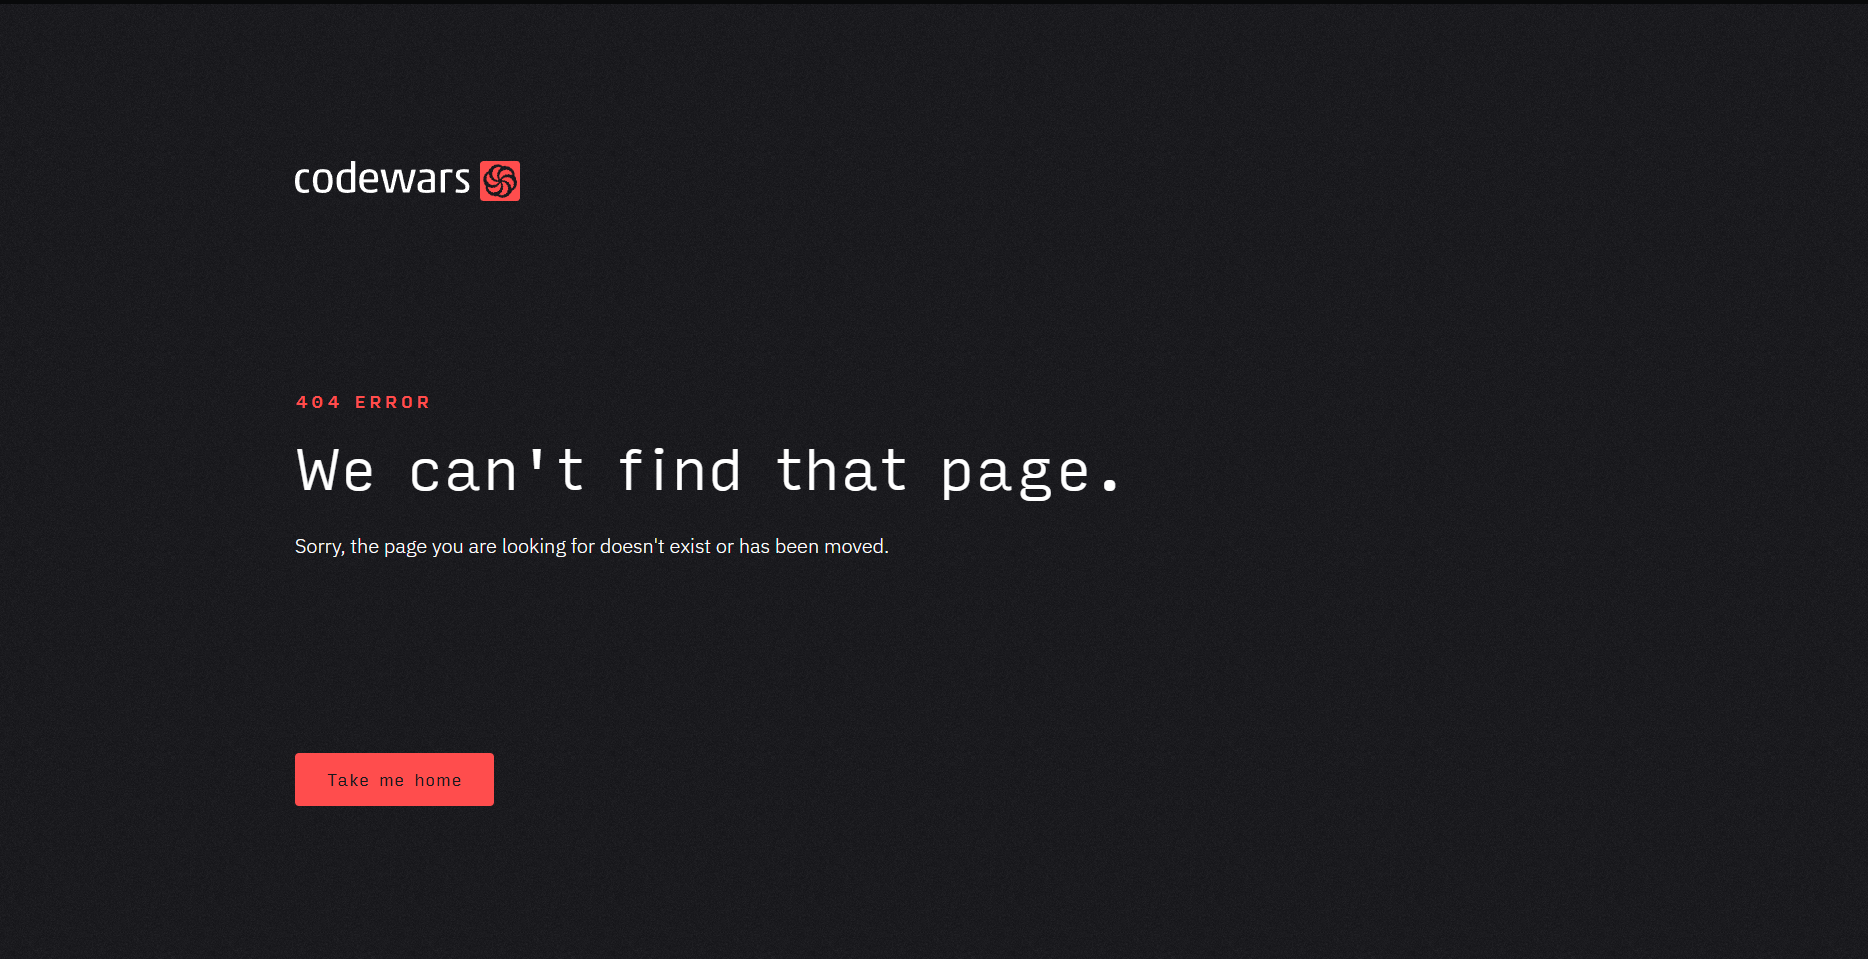 codewars
404 ERROR
We can't find that page.
Sorry, the page you are looking for doesn't exist or has been moved.
Take me home